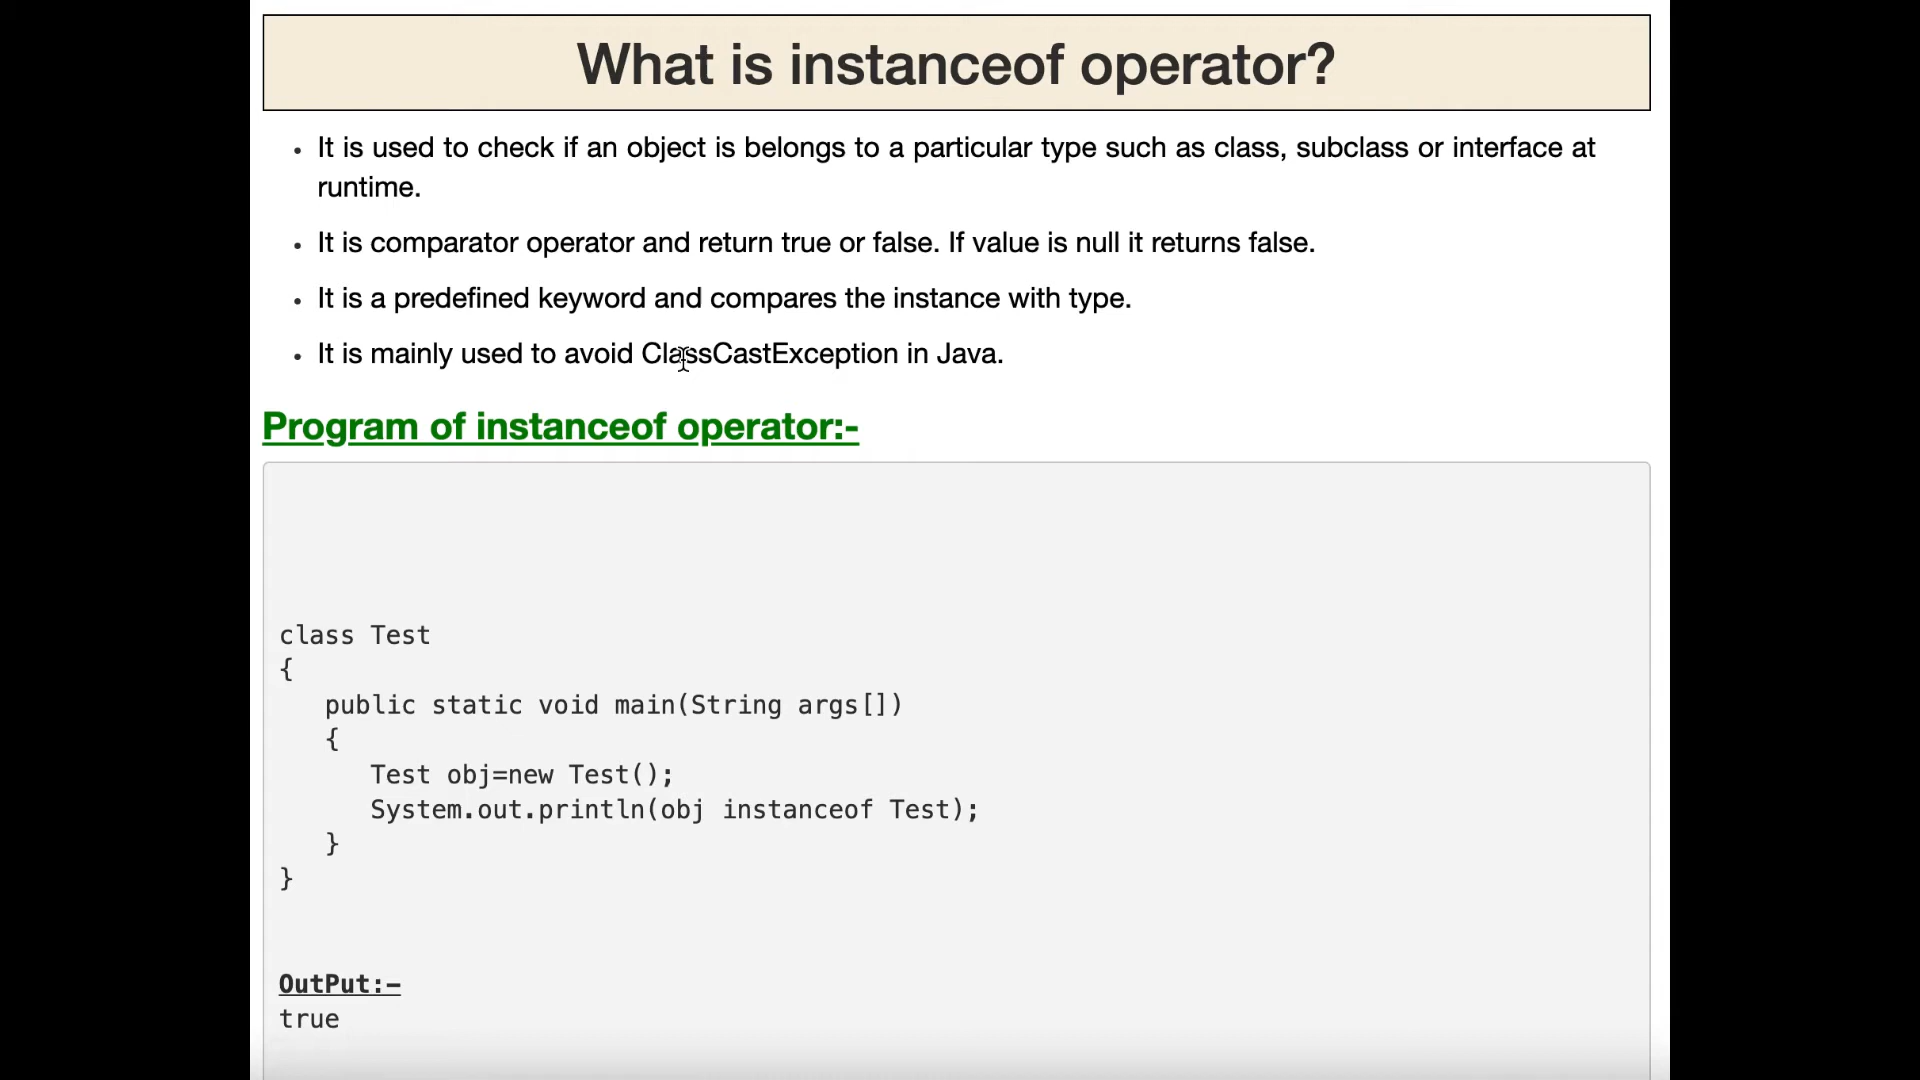 What is instanceof operator?
• It is used to check if an object is belongs to a particular type such as class, subclass or interface at
runtime.
• It is comparator operator and return true or false. If value is null it returns false.
• It is a predefined keyword and compares the instance with type.
• It is mainly used to avoid ClassCastException in Java.
Program of instanceof operator:-
class Test
{
   public static void main(String args[])
   {
      Test obj=new Test();
      System.out.println(obj instanceof Test);
   }
}
OutPut:-
true